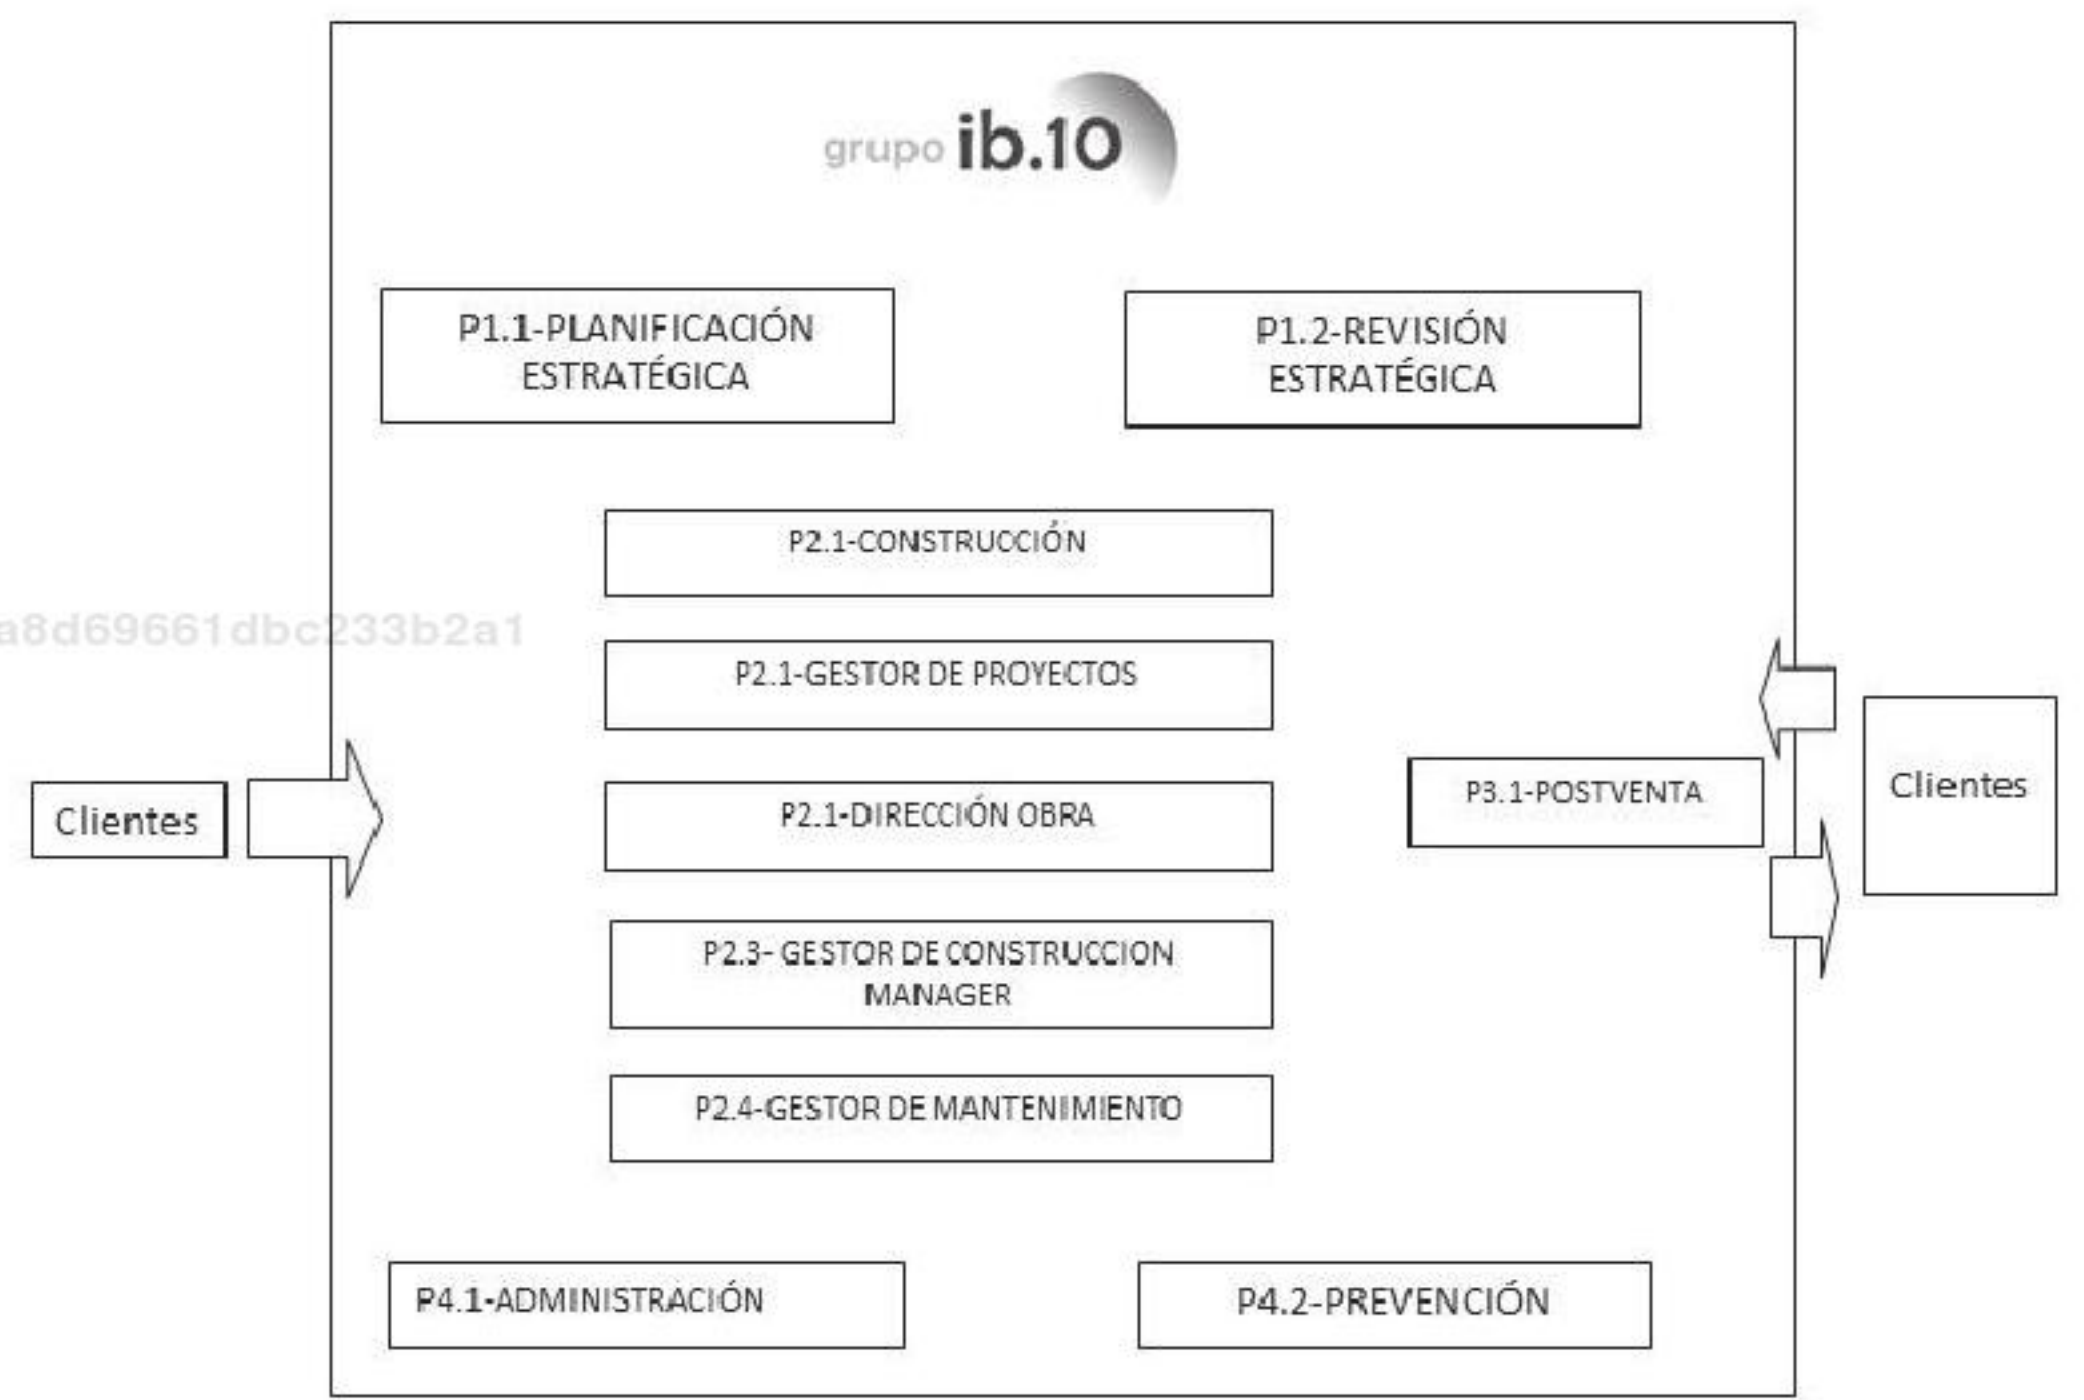 grupo ib.10
P1.1-PLANIFICACIÓN
ESTRATÉGICA
P1.2-REVISIÓN
ESTRATÉGICA
P2.1-CONSTRUCCIÓN
a8d69661dbc233b2a1
P2.1-GESTOR DE PROYECTOS
Clientes
P2.1-DIRECCIÓN OBRA
P3.1-POSTVENTA
Clientes
P2.3- GESTOR DE CONSTRUCCION
MANAGER
P2.4-GESTOR DE MANTENIMIENTO
P4.1-ADMINISTRACIÓN
P4.2-PREVENCIÓN